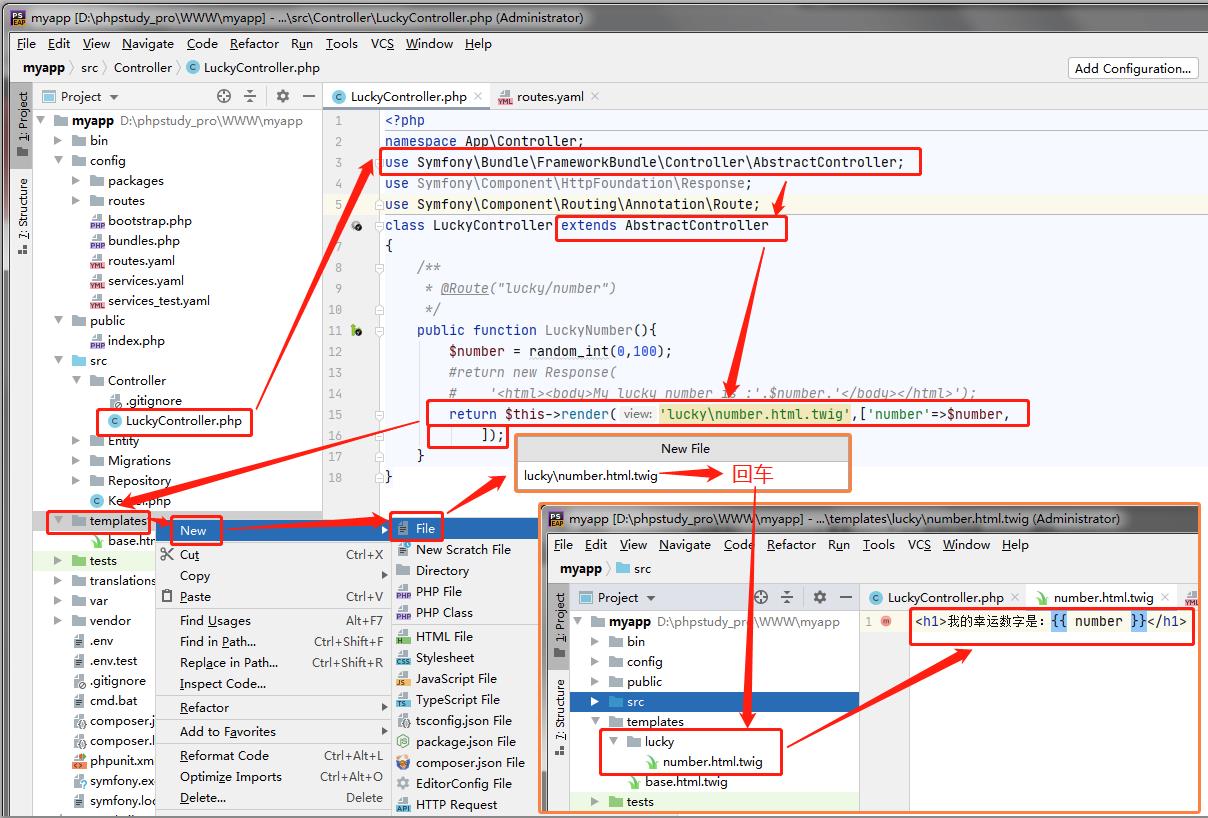 myapp [D:\phpstudy_pro\WWW\myapp] - ...\src\Controller\LuckyController.php (Administrator)
File Edit View Navigate Code Refactor Run Tools VCS Window Help
myapp src Controller LuckyController.php
Add Configuration...
1: Project
7: Structure
Project
myapp D:\phpstudy_pro\WWW\myapp
bin
config
packages
routes
bootstrap.php
bundles.php
routes.yaml
services.yaml
services_test.yaml
public
index.php
src
Controller
.gitignore
LuckyController.php
Entity
Migrations
Repository
templates
tests
translations
var
vendor
.env
.env.test
.gitignore
cmd.bat
LuckyController.php routes.yaml
1 <?php
2 namespace App\Controller;
3 use Symfony\Bundle\FrameworkBundle\Controller\AbstractController;
4 use Symfony\Component\HttpFoundation\Response;
5 use Symfony\Component\Routing\Annotation\Route;
class LuckyController extends AbstractController
7 {
8 /**
9 * @Route("lucky/number")
10 */
11 public function LuckyNumber(){
12 $number = random_int(0,100);
13 #return new Response(
14 # '<html><body>My lucky number is :'.$number.'</body></html>');
15 return $this->render( view: 'lucky\number.html.twig',['number'=>$number,
16 ]);
17 }
18 }
New
Cut Ctrl+X
Copy
Paste Ctrl+V
Find Usages Alt+F7
Find in Path... Ctrl+Shift+F
Replace in Path... Ctrl+Shift+R
Inspect Code...
Refactor
Add to Favorites
Reformat Code Ctrl+Alt+L
Optimize Imports Ctrl+Alt+O
Delete... Delete
File
New Scratch File
Directory
PHP File
PHP Class
HTML File
Stylesheet
JavaScript File
TypeScript File
tsconfig.json File
package.json File
composer.json File
EditorConfig File
HTTP Request
New File
lucky\number.html.twig 回车
myapp [D:\phpstudy_pro\WWW\myapp] - ...\templates\lucky\number.html.twig (Administrator)
File Edit View Navigate Code Refactor Run Tools VCS Window Help
myapp src
1: Project
7: Structure
Project
myapp D:\phpstudy_pro\WWW\myapp
bin
config
public
src
templates
lucky
number.html.twig
base.html.twig
tests
LuckyController.php number.html.twig
1 <h1>我的幸运数字是：{{ number }}</h1>